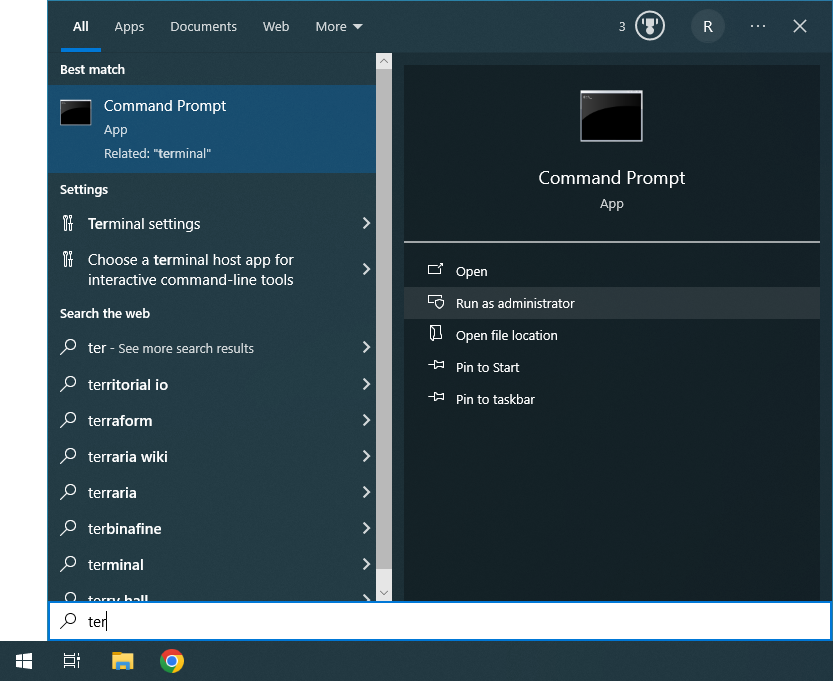 All Apps Documents Web More 3 R ...
Best match
Command Prompt
App
Related: "terminal"
Settings
Terminal settings
Choose a terminal host app for
interactive command-line tools
Search the web
ter - See more search results
territorial io
terraform
terraria wiki
terraria
terbinafine
terminal
terry hall
ter
Command Prompt
App
Open
Run as administrator
Open file location
Pin to Start
Pin to taskbar